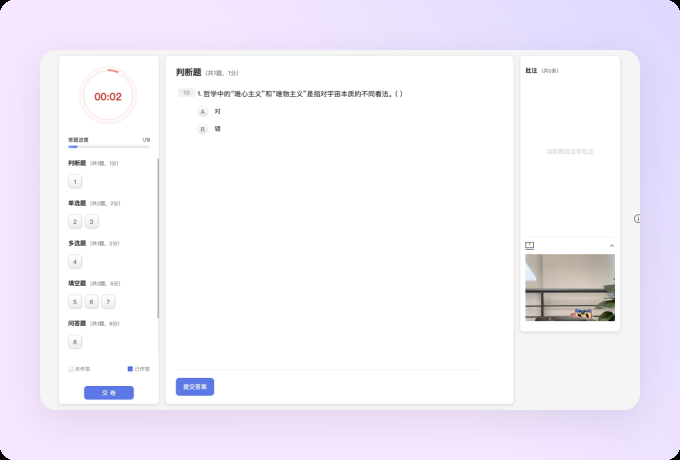 00:02
答题进度 1/9
判断题 (共1题，1分)
1
单选题 (共2题，2分)
2 3
多选题 (共1题，2分)
4
填空题 (共3题，6分)
5 6 7
问答题
8
未作答 已作答
交 卷
判断题 (共1题，1分)
1分 1. 哲学中的"唯心主义"和"唯物主义"是指对宇宙本质的不同看法。( )
A 对
B 错
提交答案
批注 (共0条)
当前题目没有批注